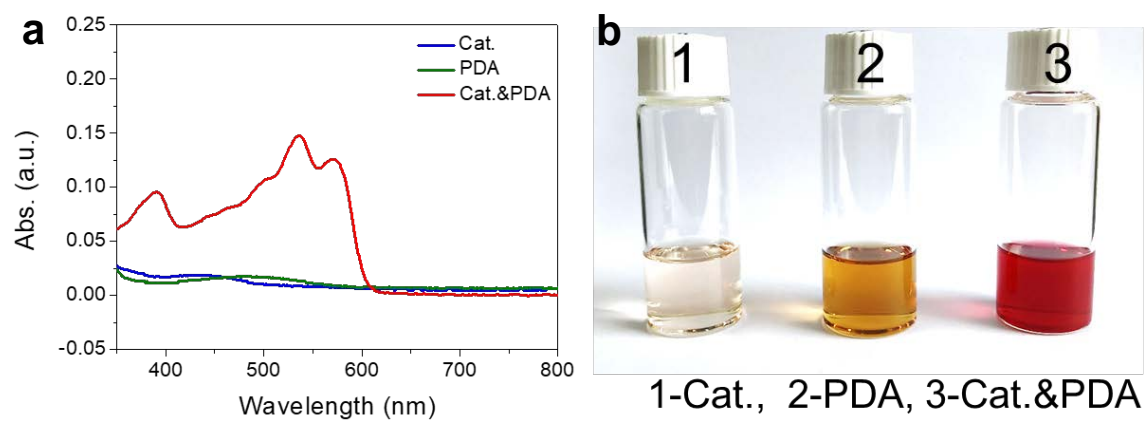 a
0.25
0.20
0.15
0.10
0.05
0.00
-0.05
Abs. (a.u.)
400
500
600
700
800
Wavelength (nm)
Cat.
PDA
Cat.&PDA
b
1
2
3
1-Cat., 2-PDA, 3-Cat.&PDA